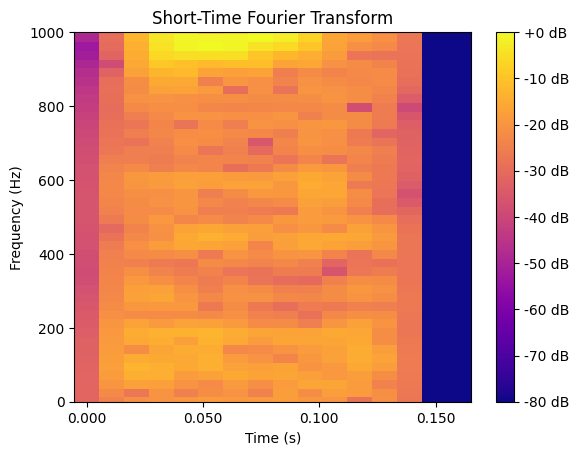 Short-Time Fourier Transform
1000
800
600
400
200
0
Frequency (Hz)
0.000
0.050
0.100
0.150
Time (s)
+0 dB
-10 dB
-20 dB
-30 dB
-40 dB
-50 dB
-60 dB
-70 dB
-80 dB